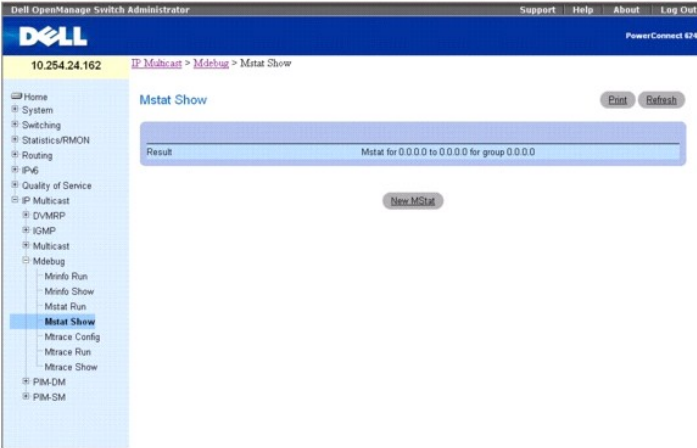 Dell OpenManage Switch Administrator
Support Help About Log Out
DELL
PowerConnect 624
10.254.24.162
IP Multicast > Mdebug > Mstat Show
Home
System
Switching
Statistics/RMON
Routing
IPv6
Quality of Service
IP Multicast
DVMRP
IGMP
Multicast
Mdebug
Mrinfo Run
Mrinfo Show
Mstat Run
Mstat Show
Mtrace Config
Mtrace Run
Mtrace Show
PIM-DM
PIM-SM
Mstat Show
Print Refresh
Result Mstat for 0.0.0.0 to 0.0.0.0 for group 0.0.0.0
New MStat